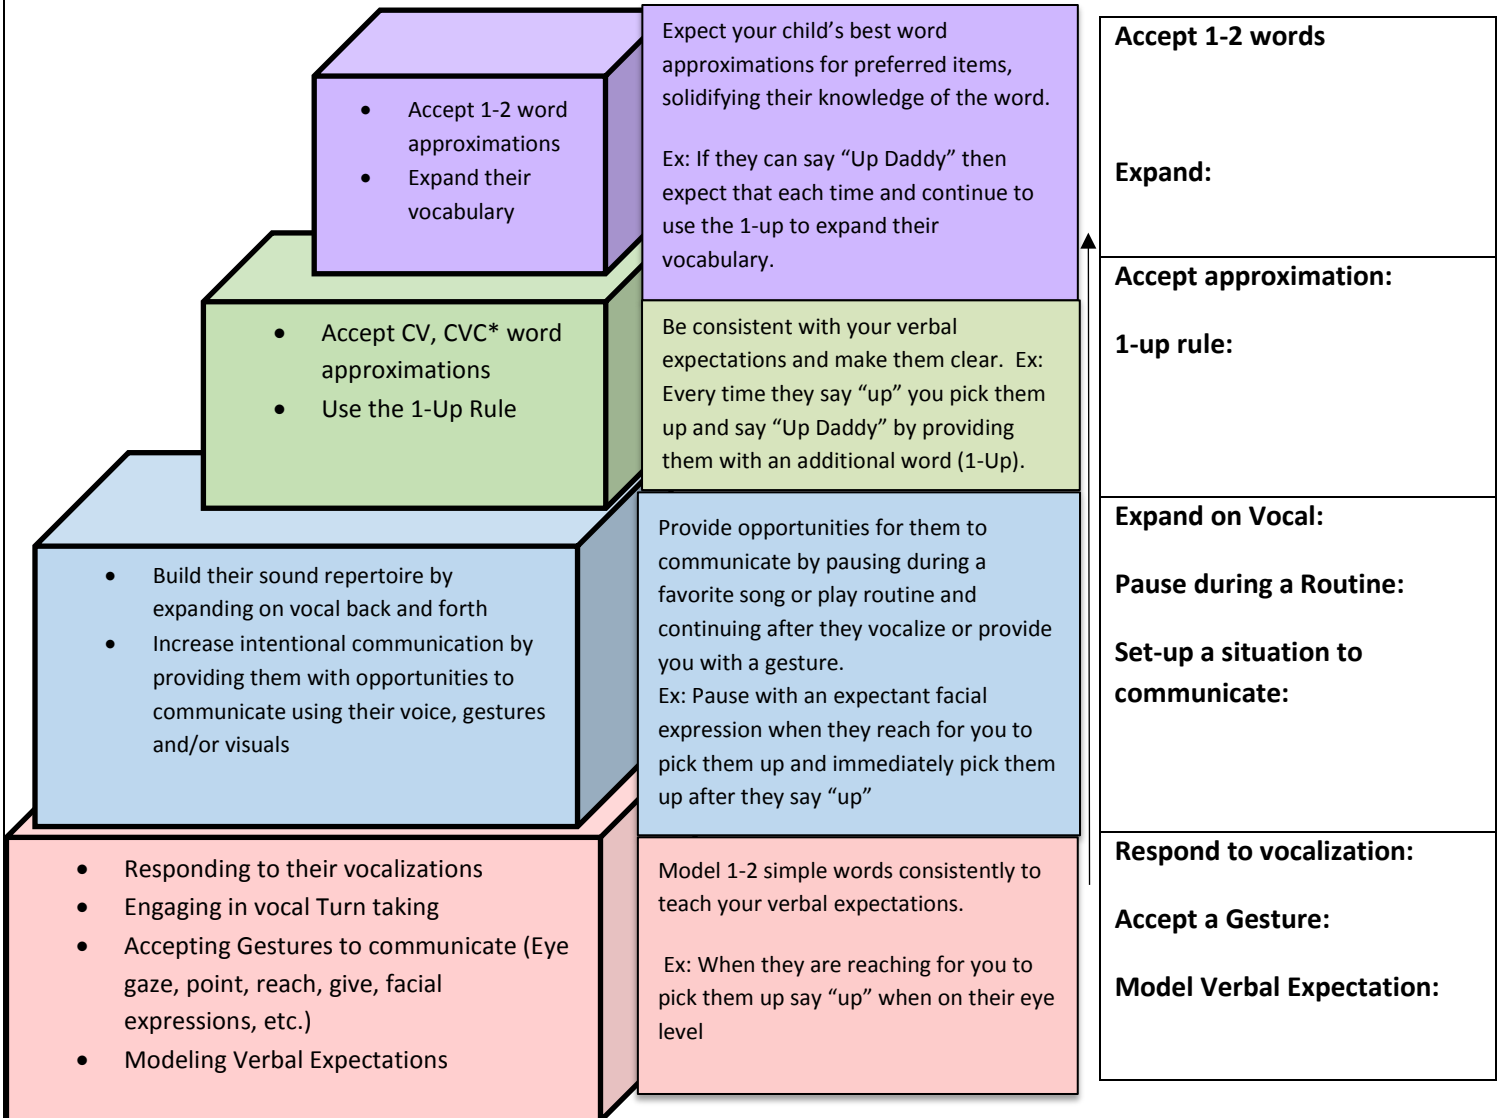 • Accept 1-2 word
approximations
• Expand their
vocabulary
Expect your child’s best word
approximations for preferred items,
solidifying their knowledge of the word.
Ex: If they can say “Up Daddy” then
expect that each time and continue to
use the 1-up to expand their
vocabulary.
Accept 1-2 words
Expand:
• Accept CV, CVC* word
approximations
• Use the 1-Up Rule
Be consistent with your verbal
expectations and make them clear.  Ex:
Every time they say “up” you pick them
up and say “Up Daddy” by providing
them with an additional word (1-Up).
Accept approximation:
1-up rule:
• Build their sound repertoire by
expanding on vocal back and forth
• Increase intentional communication by
providing them with opportunities to
communicate using their voice, gestures
and/or visuals
Provide opportunities for them to
communicate by pausing during a
favorite song or play routine and
continuing after they vocalize or provide
you with a gesture.
Ex: Pause with an expectant facial
expression when they reach for you to
pick them up and immediately pick them
up after they say “up”
Expand on Vocal:
Pause during a Routine:
Set-up a situation to
communicate:
• Responding to their vocalizations
• Engaging in vocal Turn taking
• Accepting Gestures to communicate (Eye
gaze, point, reach, give, facial
expressions, etc.)
• Modeling Verbal Expectations
Model 1-2 simple words consistently to
teach your verbal expectations.
Ex: When they are reaching for you to
pick them up say “up” when on their eye
level
Respond to vocalization:
Accept a Gesture:
Model Verbal Expectation: